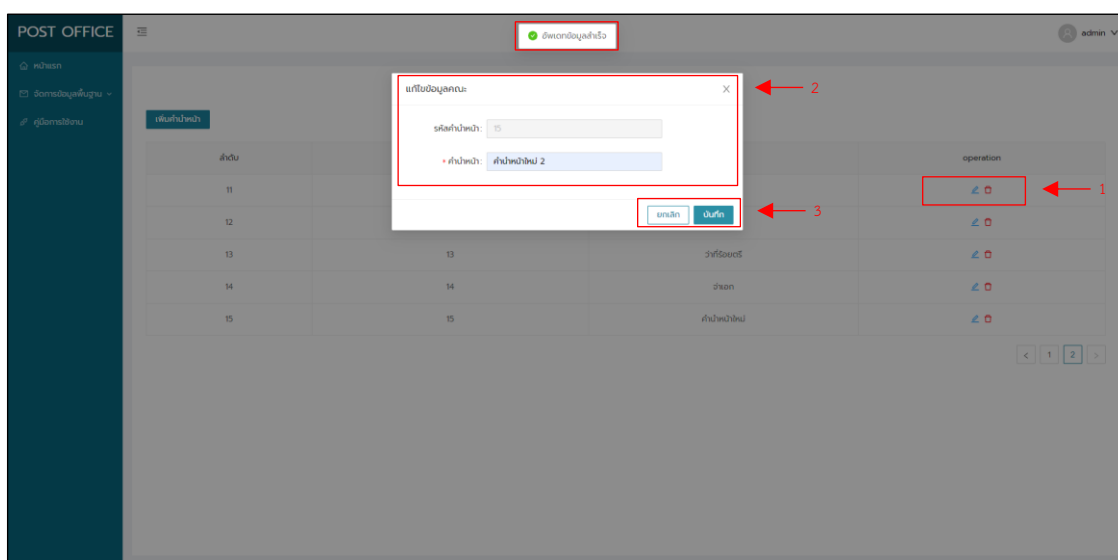 POST OFFICE
อัพเดทข้อมูลสำเร็จ
admin
หน้าแรก
จัดการข้อมูลพื้นฐาน
คู่มือการใช้งาน
แก้ไขข้อมูลคณะ
2
รหัสคำนำหน้า: 15
* คำนำหน้า: คำนำหน้าใหม่ 2
ยกเลิก บันทึก
3
เพิ่มคำนำหน้า
ลำดับ operation
11
1
12
13 13 ว่าที่ร้อยตรี
14 14 จ่าเอก
15 15 คำนำหน้าใหม่
< 1 2 >